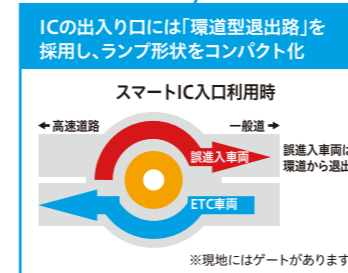 ICの出入り口には「環道型退出路」を
採用し、ランプ形状をコンパクト化
スマートIC入口利用時
←高速道路 一般道→
誤進入車両
誤進入車両は
環道から退出
ETC車両
※現地にはゲートがあります